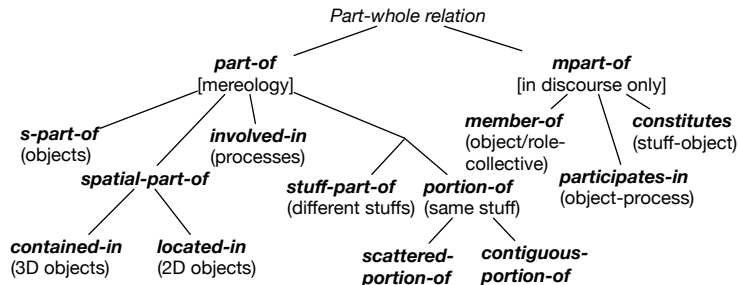 Part-whole relation
part-of
[mereology]
mpart-of
[in discourse only]
s-part-of
(objects)
involved-in
(processes)
member-of
(object/role-
collective)
constitutes
(stuff-object)
spatial-part-of
stuff-part-of
(different stuffs)
portion-of
(same stuff)
participates-in
(object-process)
contained-in
(3D objects)
located-in
(2D objects)
scattered-
portion-of
contiguous-
portion-of